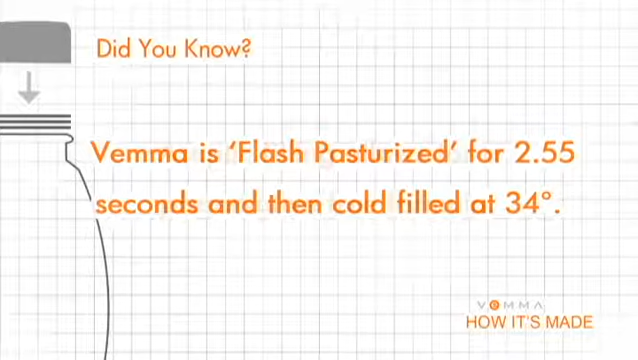 Did You Know?
Vemma is ‘Flash Pasturized’ for 2.55
seconds and then cold filled at 34°.
VEMMA
HOW IT'S MADE